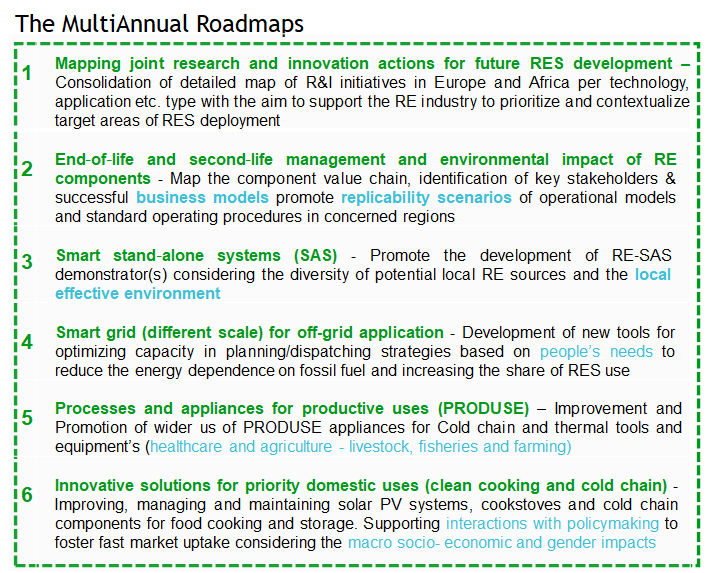 The MultiAnnual Roadmaps
1 Mapping joint research and innovation actions for future RES development –
Consolidation of detailed map of R&I initiatives in Europe and Africa per technology,
application etc. type with the aim to support the RE industry to prioritize and contextualize
target areas of RES deployment
2 End-of-life and second-life management and environmental impact of RE
components - Map the component value chain, identification of key stakeholders &
successful business models promote replicability scenarios of operational models
and standard operating procedures in concerned regions
3 Smart stand-alone systems (SAS) - Promote the development of RE-SAS
demonstrator(s) considering the diversity of potential local RE sources and the local
effective environment
4 Smart grid (different scale) for off-grid application - Development of new tools for
optimizing capacity in planning/dispatching strategies based on people’s needs to
reduce the energy dependence on fossil fuel and increasing the share of RES use
5 Processes and appliances for productive uses (PRODUSE) – Improvement and
Promotion of wider us of PRODUSE appliances for Cold chain and thermal tools and
equipment’s (healthcare and agriculture - livestock, fisheries and farming)
6 Innovative solutions for priority domestic uses (clean cooking and cold chain) -
Improving, managing and maintaining solar PV systems, cookstoves and cold chain
components for food cooking and storage. Supporting interactions with policymaking to
foster fast market uptake considering the macro socio- economic and gender impacts